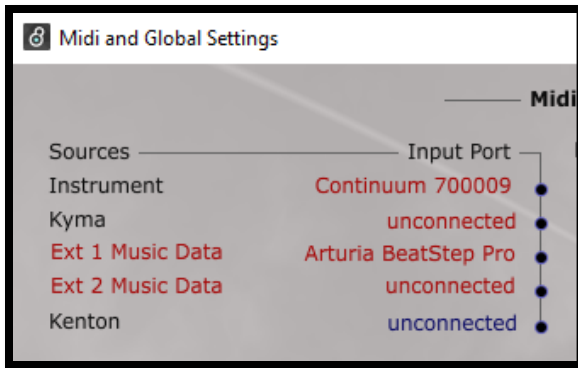 Midi and Global Settings
Midi
Sources Input Port
Instrument Continuum 700009
Kyma unconnected
Ext 1 Music Data Arturia BeatStep Pro
Ext 2 Music Data unconnected
Kenton unconnected